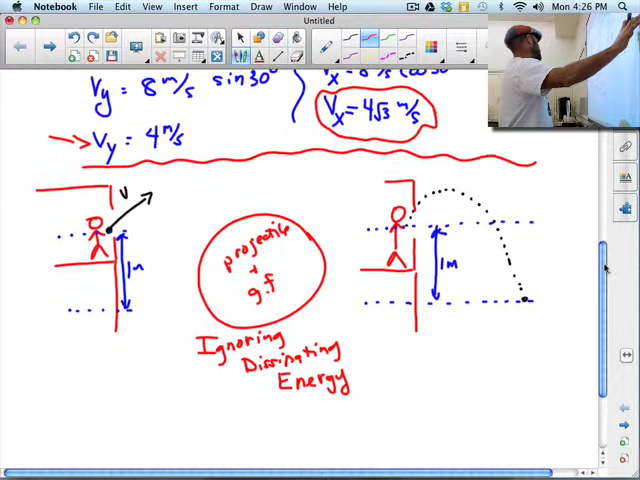 Notebook File Edit View Insert Format Draw Window Help Mon 4:26 PM
Untitled
Vy = 8 m/s sin30°
Vx = 4√3 m/s
Vy = 4 m/s
V
1m
projectile
+
g.f
1m
Ignoring
Dissipating
Energy